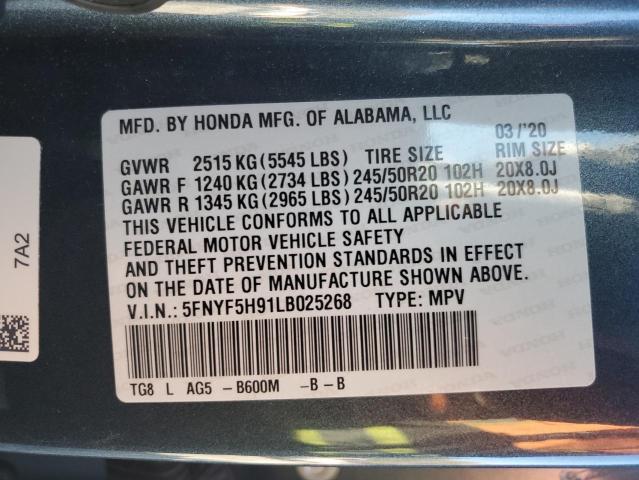 MFD. BY HONDA MFG. OF ALABAMA, LLC
03/'20
GVWR 2515 KG (5545 LBS) TIRE SIZE RIM SIZE
GAWR F 1240 KG (2734 LBS) 245/50R20 102H 20X8.0J
GAWR R 1345 KG (2965 LBS) 245/50R20 102H 20X8.0J
THIS VEHICLE CONFORMS TO ALL APPLICABLE
FEDERAL MOTOR VEHICLE SAFETY
AND THEFT PREVENTION STANDARDS IN EFFECT
ON THE DATE OF MANUFACTURE SHOWN ABOVE.
V.I.N.: 5FNYF5H91LB025268 TYPE: MPV
TG8 L AG5 -B600M -B-B
7A2